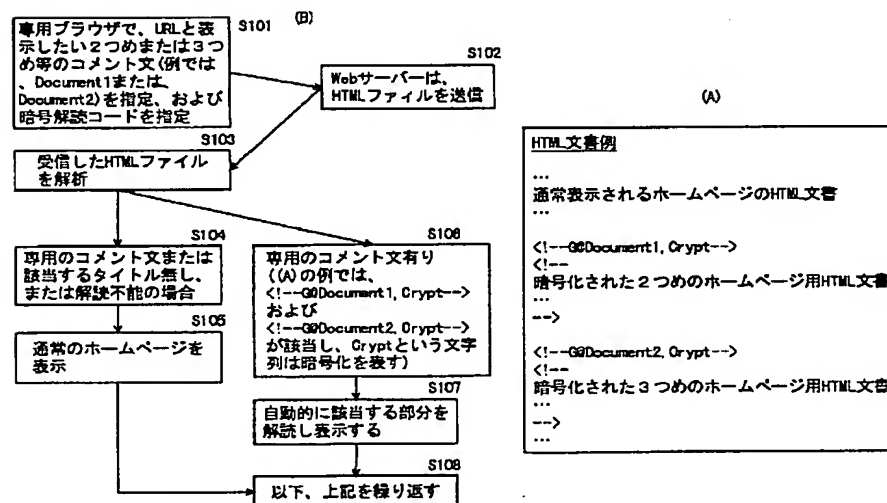 (B)
S101
専用ブラウザで、URLと表
示したい２つめまたは３つ
め等のコメント文(例では
、Document1または、
Document2)を指定、および
暗号解読コードを指定
S102
Webサーバーは、
HTMLファイルを送信
S103
受信したHTMLファイル
を解析
S104
専用のコメント文または
該当するタイトル無し、
または解読不能の場合
S105
通常のホームページを
表示
S106
専用のコメント文有り
((A)の例では、
<!--G@Document1,Crypt-->
および
<!--G@Document2,Crypt-->
が該当し、Cryptという文字
列は暗号化を表す)
S107
自動的に該当する部分を
解読し表示する
S108
以下、上記を繰り返す
(A)
HTML文書例
...
通常表示されるホームページのHTML文書
...
<!--G@Document1,Crypt-->
<!--
暗号化された２つめのホームページ用HTML文書
...
-->
<!--G@Document2,Crypt-->
<!--
暗号化された３つめのホームページ用HTML文書
...
-->
...